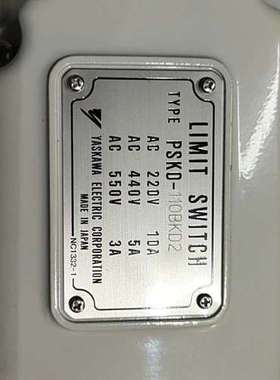 LIMIT SWITCH
TYPE PSKD-110BKD2
AC 220V 10A
AC 440V 5A
AC 550V 3A
YASKAWA ELECTRIC CORPORATION
MADE IN JAPAN
NC1332-1